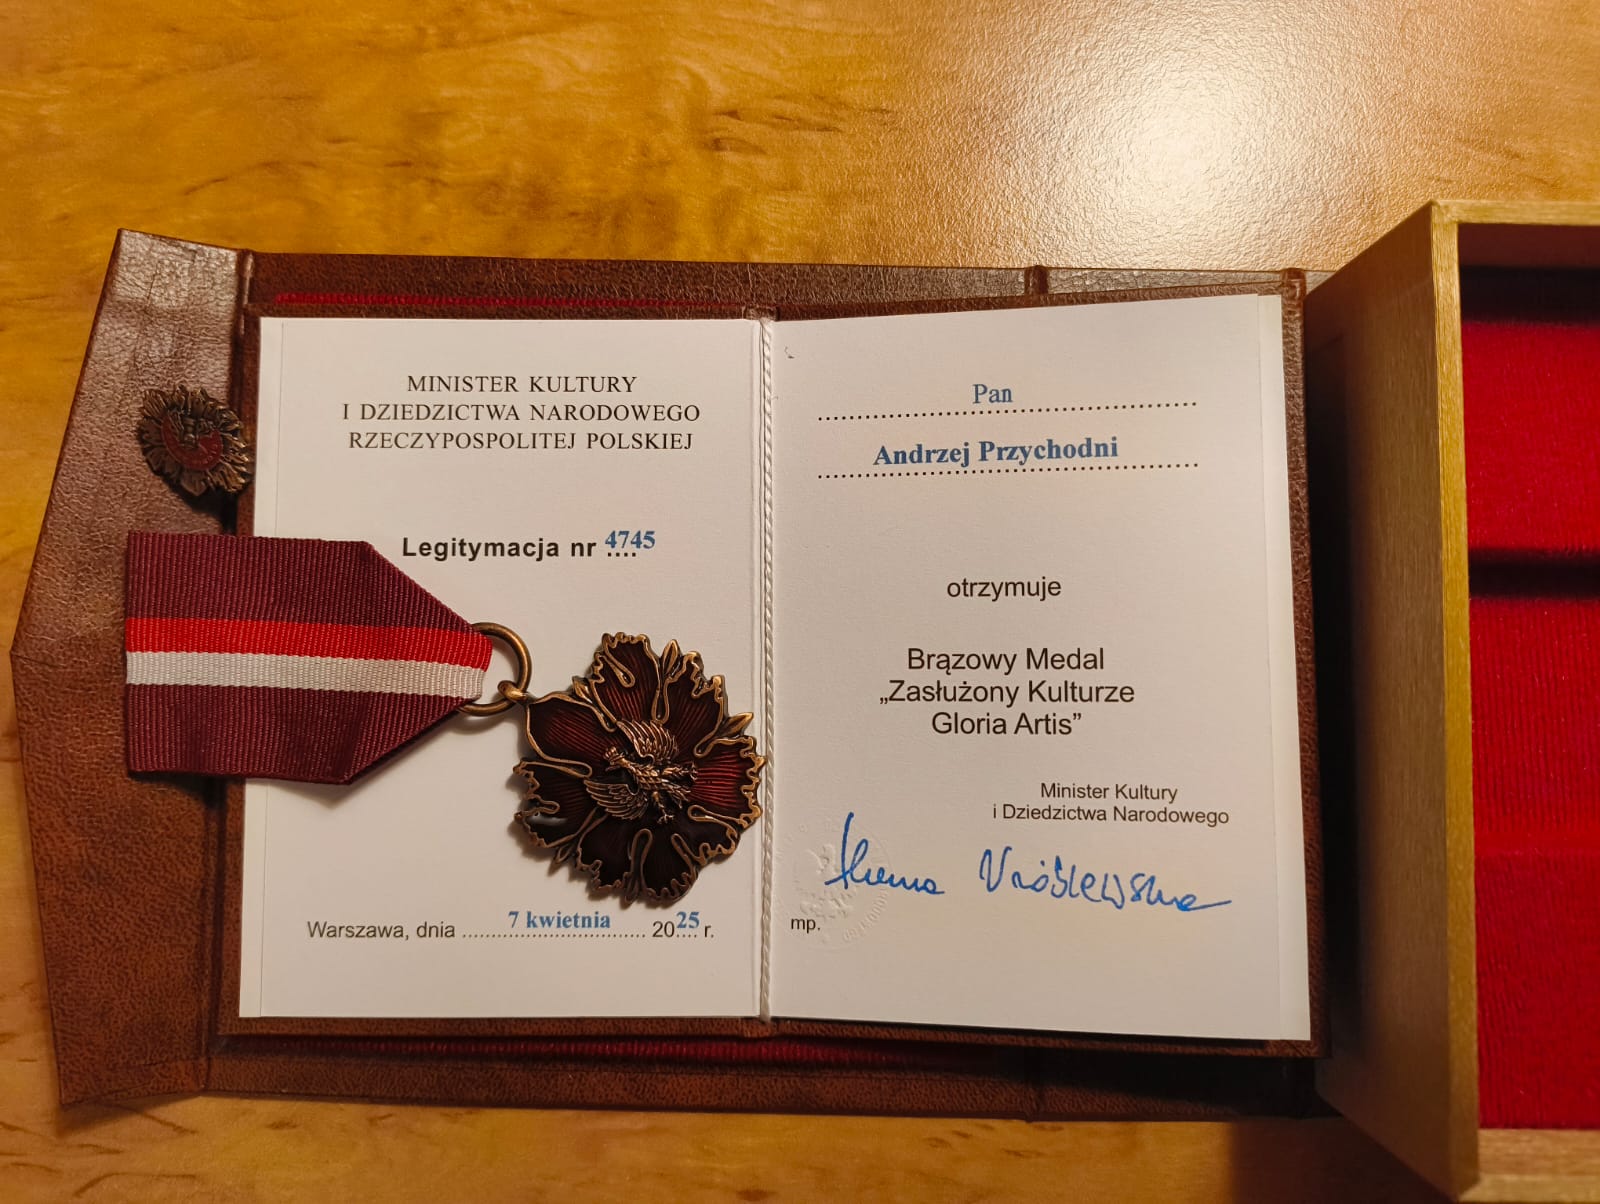 MINISTER KULTURY
I DZIEDZICTWA NARODOWEGO
RZECZYPOSPOLITEJ POLSKIEJ
Legitymacja nr 4745
Warszawa, dnia 7 kwietnia 2025 r.
Pan
Andrzej Przychodni
otrzymuje
Brązowy Medal
„Zasłużony Kulturze
Gloria Artis”
Minister Kultury
i Dziedzictwa Narodowego
mp.